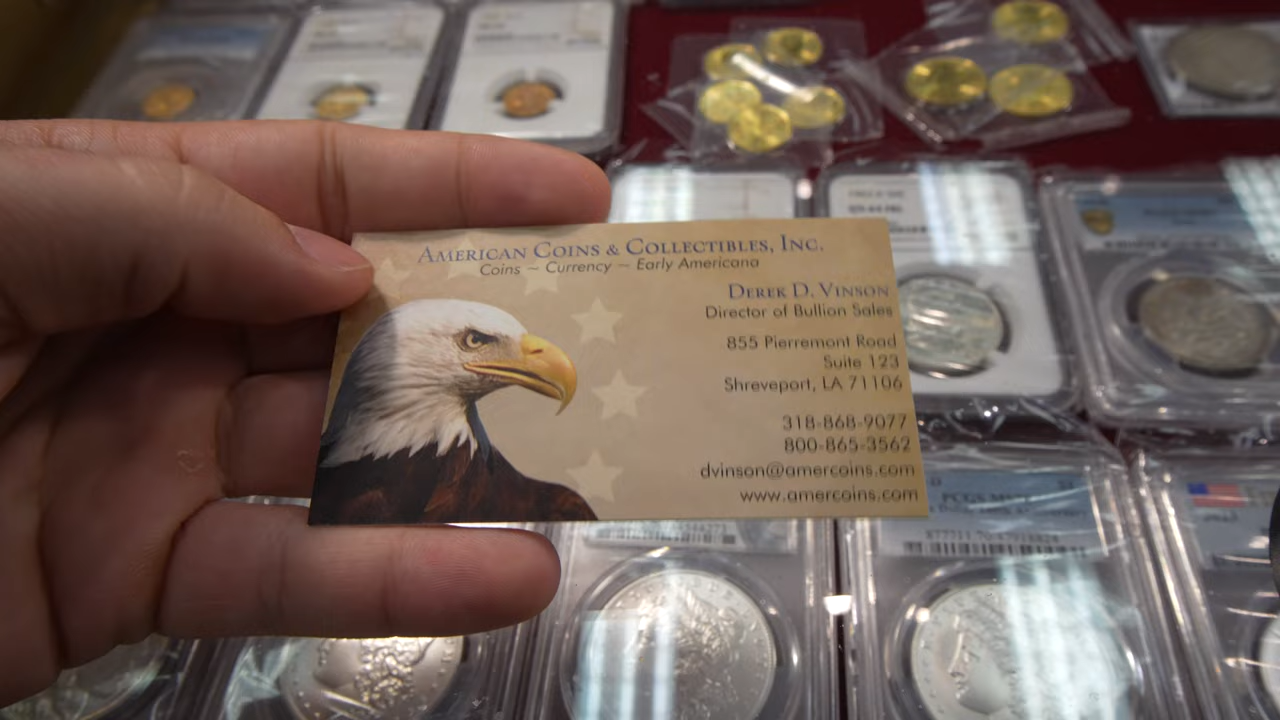 American Coins & Collectibles, Inc.
Coins ~ Currency ~ Early Americana
Derek D. Vinson
Director of Bullion Sales
855 Pierremont Road
Suite 123
Shreveport, LA 71106
318-868-9077
800-865-3562
dvinson@amercoins.com
www.amercoins.com
PCGS